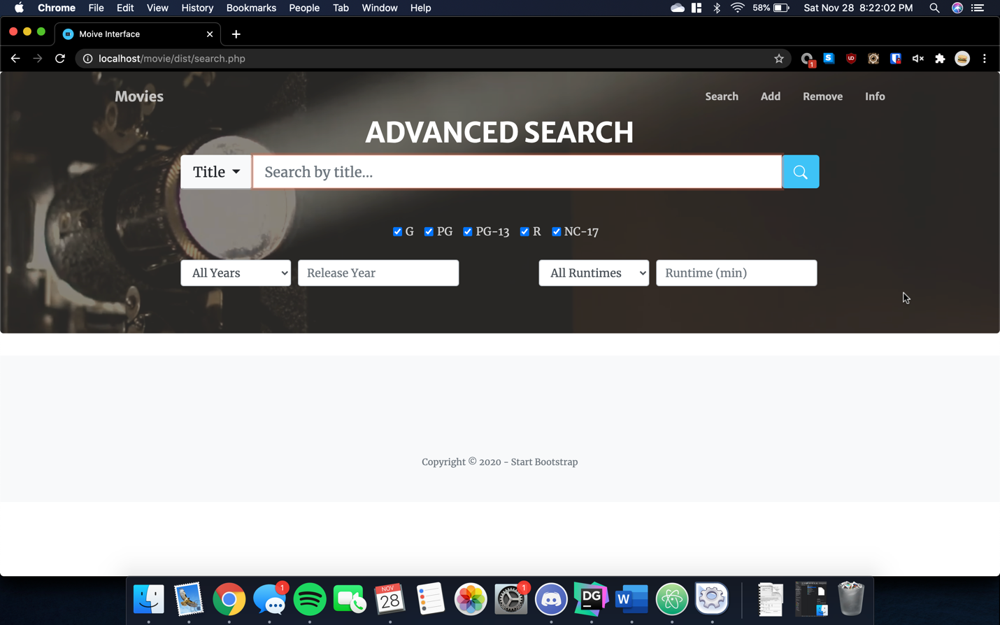 Chrome File Edit View History Bookmarks People Tab Window Help 58% Sat Nov 28 8:22:02 PM
Moive Interface
localhost/movie/dist/search.php
1
S
UD
Movies Search Add Remove Info
ADVANCED SEARCH
Title Search by title...
G PG PG-13 R NC-17
All Years Release Year All Runtimes Runtime (min)
Copyright © 2020 - Start Bootstrap
1 NOV 28 1 DG W